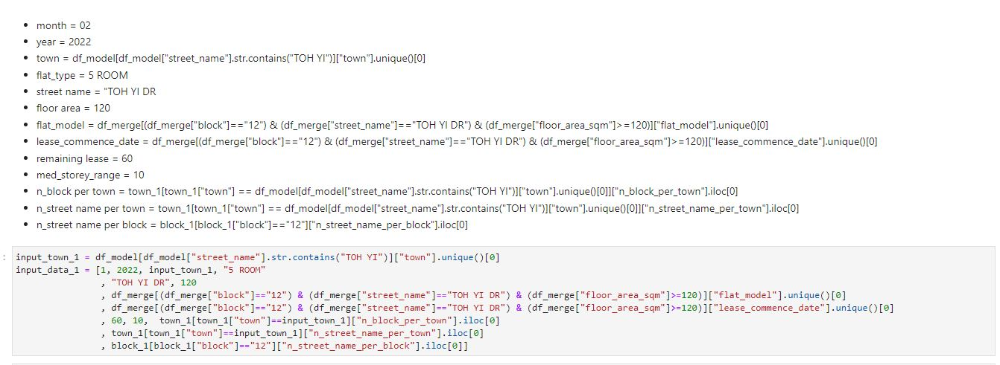 month = 02
year = 2022
town = df_model[df_model["street_name"].str.contains("TOH YI")]["town"].unique()[0]
flat_type = 5 ROOM
street name = "TOH YI DR
floor area = 120
flat_model = df_merge[(df_merge["block"]=="12") & (df_merge["street_name"]=="TOH YI DR") & (df_merge["floor_area_sqm"]>=120)]["flat_model"].unique()[0]
lease_commence_date = df_merge[(df_merge["block"]=="12") & (df_merge["street_name"]=="TOH YI DR") & (df_merge["floor_area_sqm"]>=120)]["lease_commence_date"].unique()[0]
remaining lease = 60
med_storey_range = 10
n_block per town = town_1[town_1["town"] == df_model[df_model["street_name"].str.contains("TOH YI")]["town"].unique()[0]]["n_block_per_town"].iloc[0]
n_street name per town = town_1[town_1["town"] == df_model[df_model["street_name"].str.contains("TOH YI")]["town"].unique()[0]]["n_street_name_per_town"].iloc[0]
n_street name per block = block_1[block_1["block"]=="12"]["n_street_name_per_block"].iloc[0]
: input_town_1 = df_model[df_model["street_name"].str.contains("TOH YI")]["town"].unique()[0]
input_data_1 = [1, 2022, input_town_1, "5 ROOM"
, "TOH YI DR", 120
, df_merge[(df_merge["block"]=="12") & (df_merge["street_name"]=="TOH YI DR") & (df_merge["floor_area_sqm"]>=120)]["flat_model"].unique()[0]
, df_merge[(df_merge["block"]=="12") & (df_merge["street_name"]=="TOH YI DR") & (df_merge["floor_area_sqm"]>=120)]["lease_commence_date"].unique()[0]
, 60, 10,  town_1[town_1["town"]==input_town_1]["n_block_per_town"].iloc[0]
, town_1[town_1["town"]==input_town_1]["n_street_name_per_town"].iloc[0]
, block_1[block_1["block"]=="12"]["n_street_name_per_block"].iloc[0]]